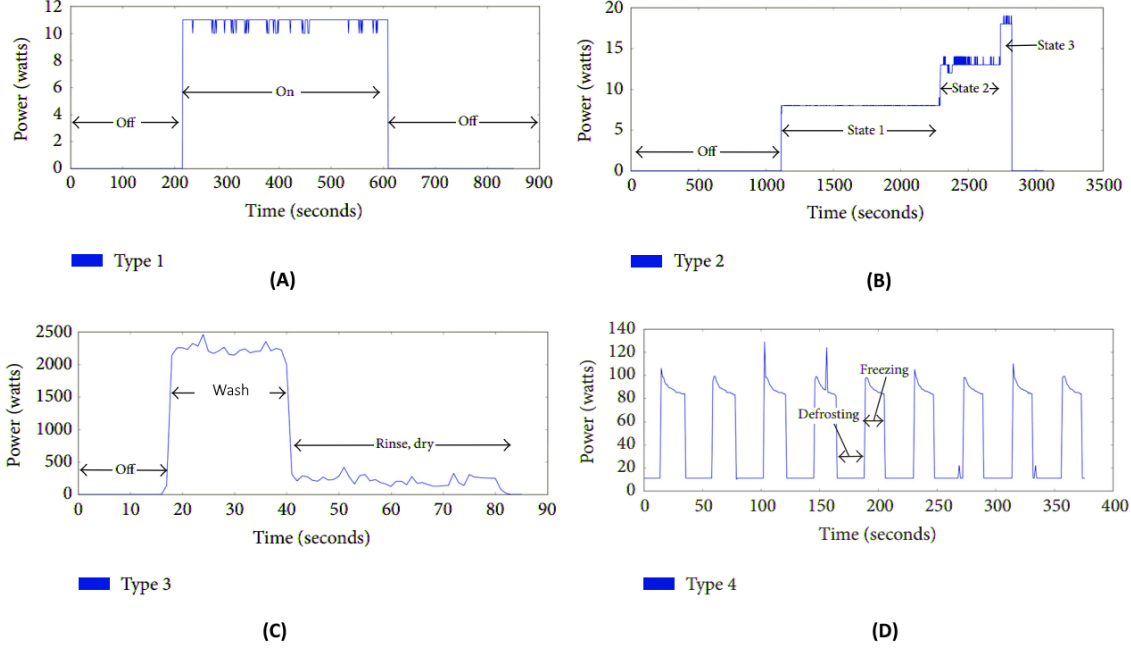 12
10
8
6
4
2
0
Power (watts)
Off
On
Off
0 100 200 300 400 500 600 700 800 900
Time (seconds)
Type 1
(A)
20
15
10
5
0
Power (watts)
Off
State 1
State 2
State 3
0 500 1000 1500 2000 2500 3000 3500
Time (seconds)
Type 2
(B)
2500
2000
1500
1000
500
0
Power (watts)
Off
Wash
Rinse, dry
0 10 20 30 40 50 60 70 80 90
Time (seconds)
Type 3
(C)
140
120
100
80
60
40
20
0
Power (watts)
Freezing
Defrosting
0 50 100 150 200 250 300 350 400
Time (seconds)
Type 4
(D)